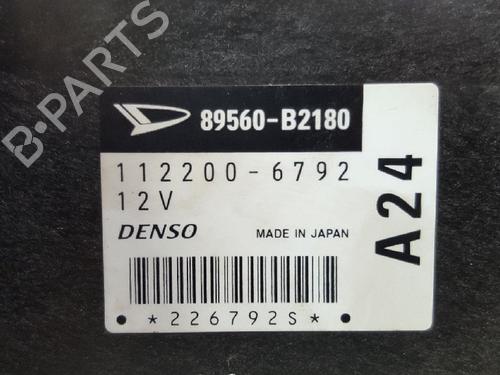 89560-B2180
112200-6792
12V
DENSO MADE IN JAPAN
*226792S*
A24
B-PARTS